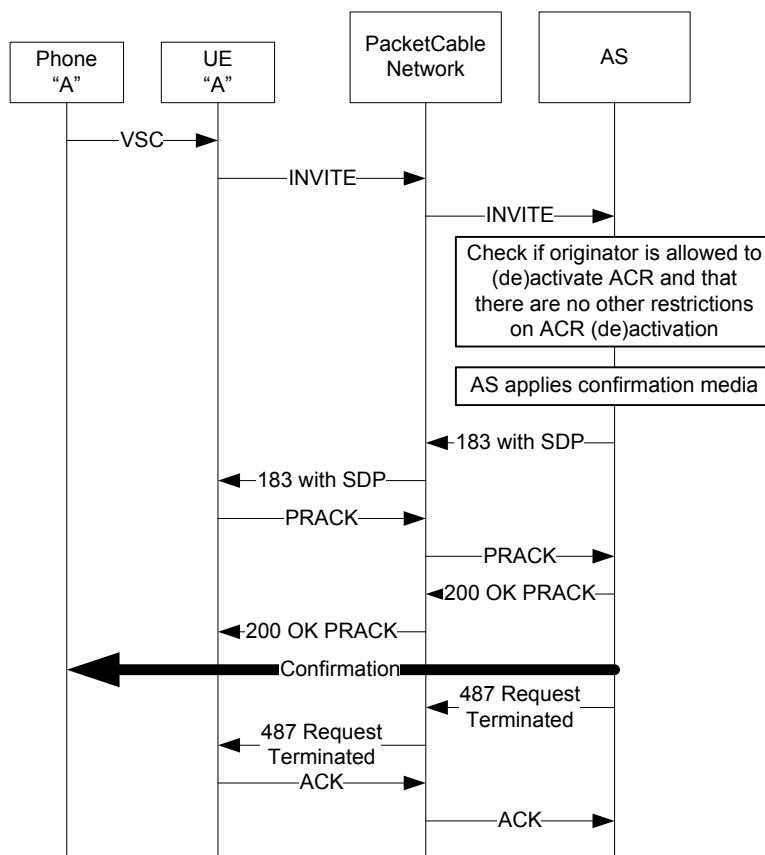 Phone
“A”
UE
“A”
PacketCable
Network
AS
VSC
INVITE
INVITE
Check if originator is allowed to
(de)activate ACR and that
there are no other restrictions
on ACR (de)activation
AS applies confirmation media
183 with SDP
183 with SDP
PRACK
PRACK
200 OK PRACK
200 OK PRACK
Confirmation
487 Request
Terminated
487 Request
Terminated
ACK
ACK